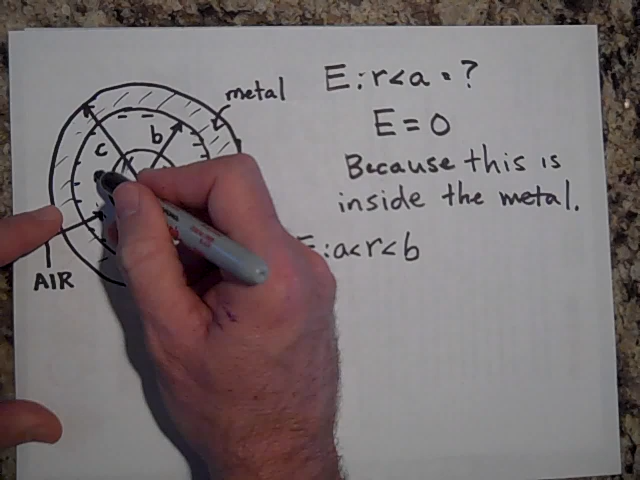 E: r<a = ?
metal
E = 0
b
c
Because this is
inside the metal.
: a<r<b
AIR